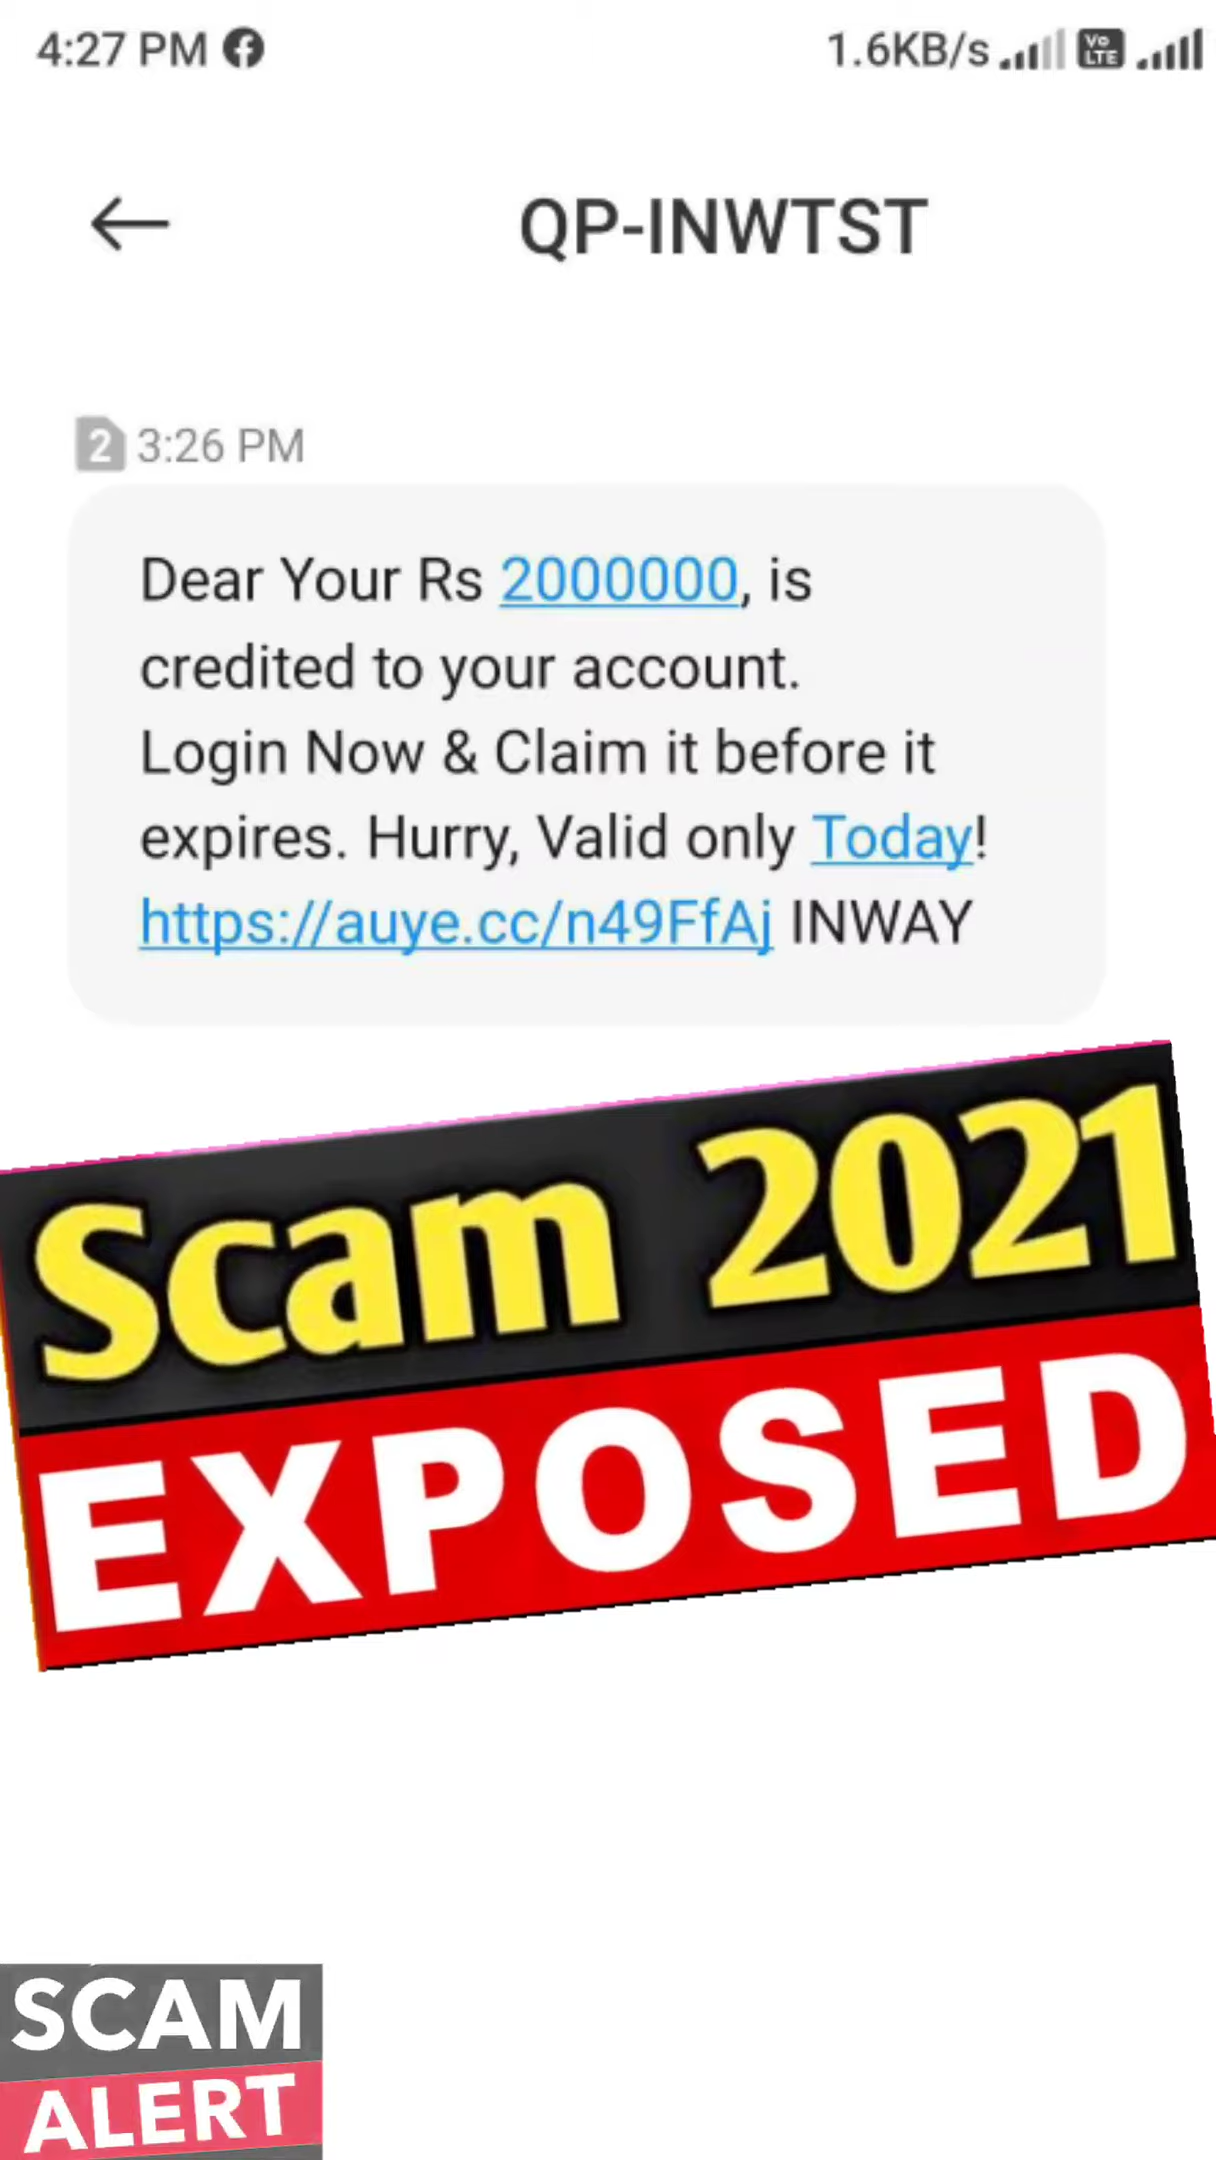 4:27 PM
1.6KB/s Vo LTE
QP-INWTST
2 3:26 PM
Dear Your Rs 2000000, is
credited to your account.
Login Now & Claim it before it
expires. Hurry, Valid only Today!
https://auye.cc/n49FfAj INWAY
Scam 2021
EXPOSED
SCAM
ALERT